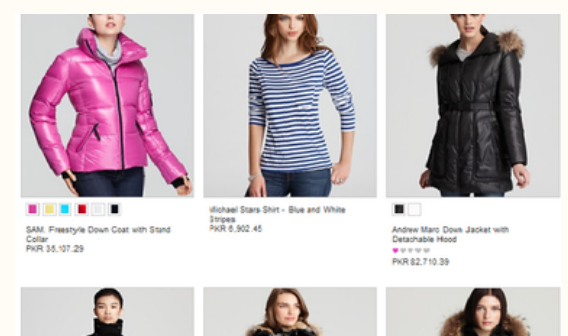 SAM. Freestyle Down Coat with Stand
Collar
PKR 35,107.29
Michael Stars Shirt - Blue and White
Stripes
PKR 6,902.45
Andrew Marc Down Jacket with
Detachable Hood
PKR 82,710.39